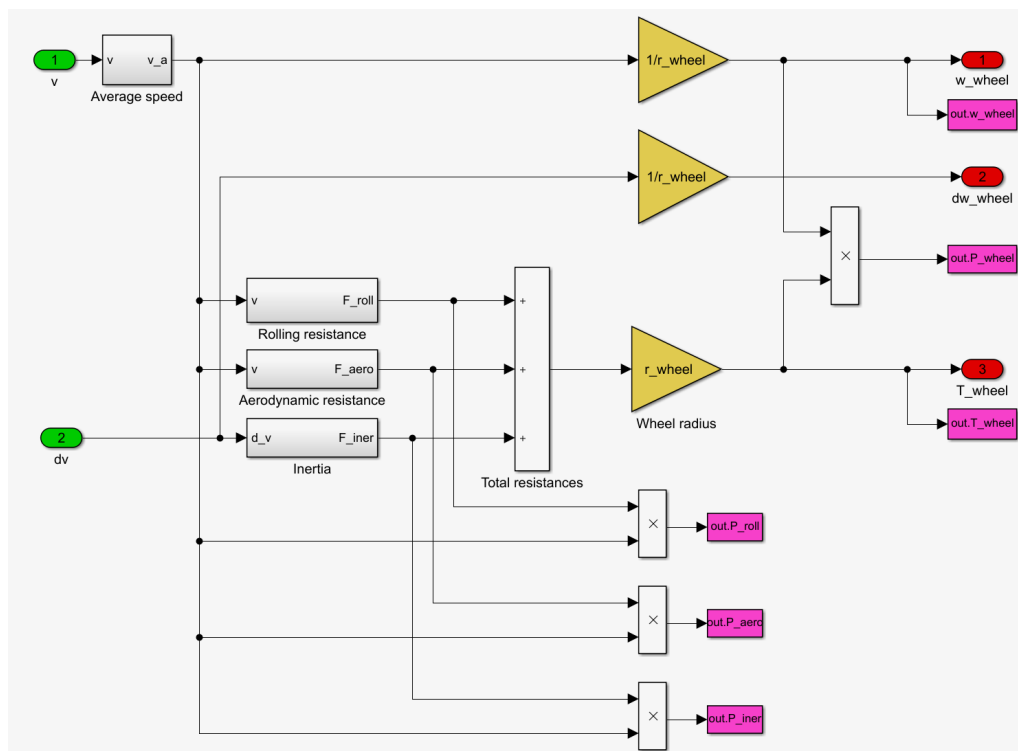 1
v
v v_a
Average speed
1/r_wheel
1
w_wheel
out.w_wheel
1/r_wheel
2
dw_wheel
×
out.P_wheel
v F_roll
Rolling resistance
v F_aero
Aerodynamic resistance
d_v F_iner
Inertia
2
dv
+
+
+
Total resistances
r_wheel
Wheel radius
3
T_wheel
out.T_wheel
×
out.P_roll
×
out.P_aero
×
out.P_iner